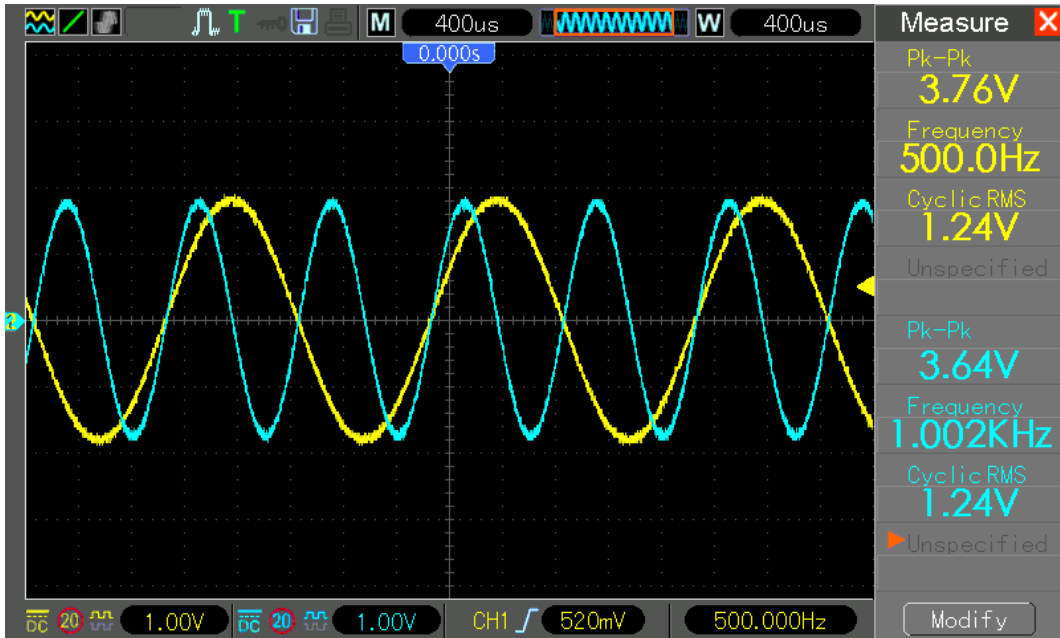 T M 400us W 400us Measure X
0.000s
Pk-Pk
3.76V
Frequency
500.0Hz
Cyclic RMS
1.24V
Unspecified
2
Pk-Pk
3.64V
Frequency
1.002KHz
Cyclic RMS
1.24V
Unspecified
DC 20 1.00V DC 20 1.00V CH1 520mV 500.000Hz Modify